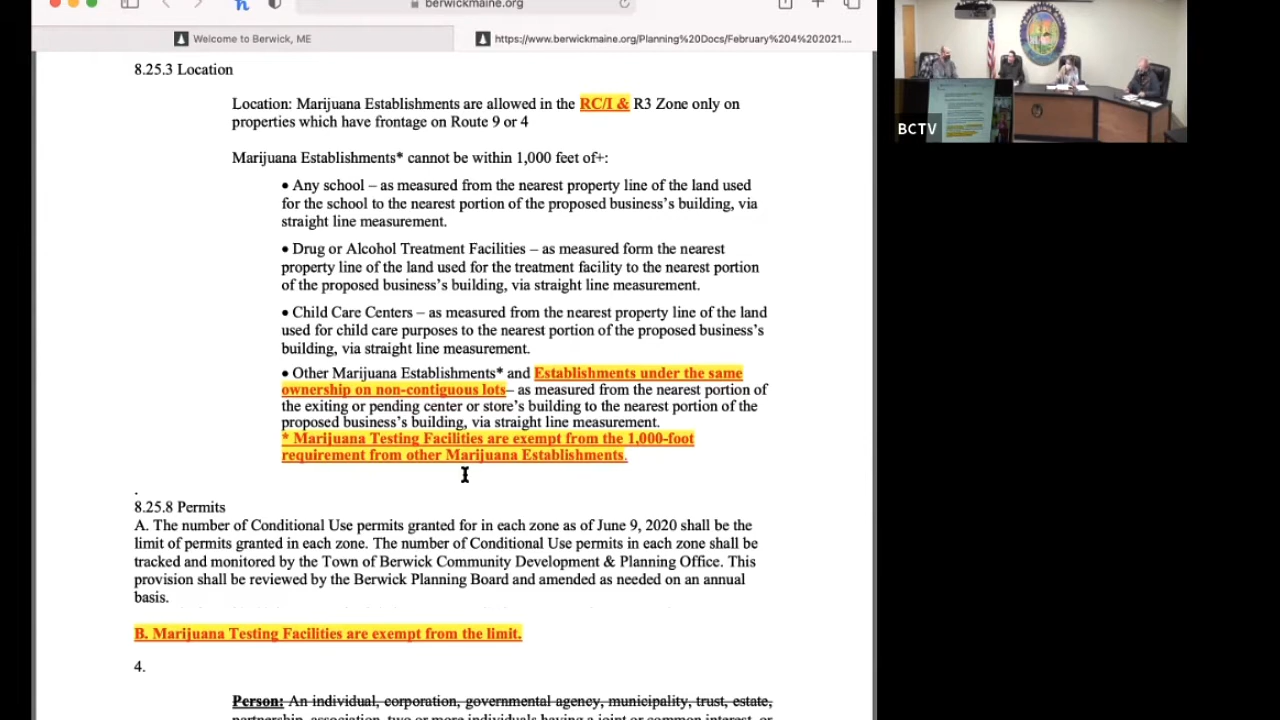 berwickmaine.org
Welcome to Berwick, ME
https://www.berwickmaine.org/Planning%20Docs/February%204%202021....
8.25.3 Location
Location: Marijuana Establishments are allowed in the RC/I & R3 Zone only on
properties which have frontage on Route 9 or 4
Marijuana Establishments* cannot be within 1,000 feet of+:
• Any school – as measured from the nearest property line of the land used
for the school to the nearest portion of the proposed business's building, via
straight line measurement.
• Drug or Alcohol Treatment Facilities – as measured form the nearest
property line of the land used for the treatment facility to the nearest portion
of the proposed business's building, via straight line measurement.
• Child Care Centers – as measured from the nearest property line of the land
used for child care purposes to the nearest portion of the proposed business's
building, via straight line measurement.
• Other Marijuana Establishments* and Establishments under the same
ownership on non-contiguous lots– as measured from the nearest portion of
the exiting or pending center or store's building to the nearest portion of the
proposed business's building, via straight line measurement.
* Marijuana Testing Facilities are exempt from the 1,000-foot
requirement from other Marijuana Establishments.
.
8.25.8 Permits
A. The number of Conditional Use permits granted for in each zone as of June 9, 2020 shall be the
limit of permits granted in each zone. The number of Conditional Use permits in each zone shall be
tracked and monitored by the Town of Berwick Community Development & Planning Office. This
provision shall be reviewed by the Berwick Planning Board and amended as needed on an annual
basis.
B. Marijuana Testing Facilities are exempt from the limit.
4.
Person: An individual, corporation, governmental agency, municipality, trust, estate,
partnership, association, two or more individuals having a joint or common interest, or
BCTV